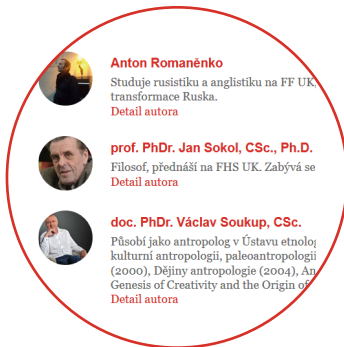 Anton Romaněnko
Studuje rusistiku a anglistiku na FF UK,
transformace Ruska.
Detail autora
prof. PhDr. Jan Sokol, CSc., Ph.D.
Filosof, přednáší na FHS UK. Zabývá se
Detail autora
doc. PhDr. Václav Soukup, CSc.
Působí jako antropolog v Ústavu etnolog
kulturní antropologii, paleoantropologii
(2000), Dějiny antropologie (2004), An
Genesis of Creativity and the Origin of
Detail autora